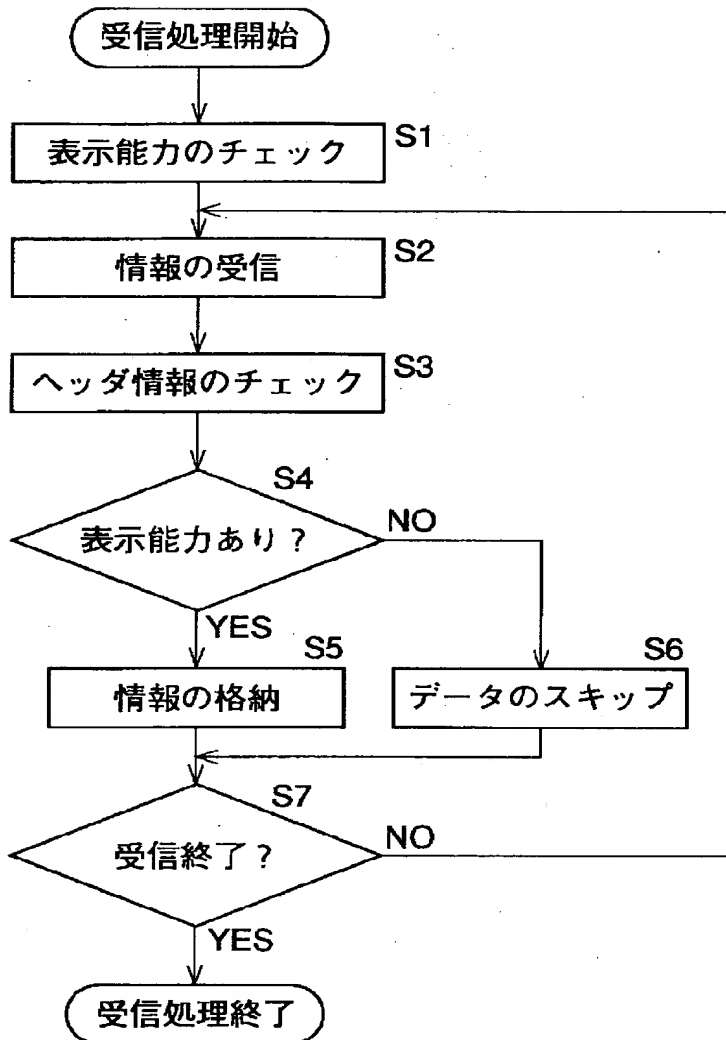 受信処理開始
表示能力のチェック
S1
情報の受信
S2
ヘッダ情報のチェック
S3
S4
表示能力あり?
NO
YES
S5
情報の格納
S6
データのスキップ
S7
受信終了?
NO
YES
受信処理終了